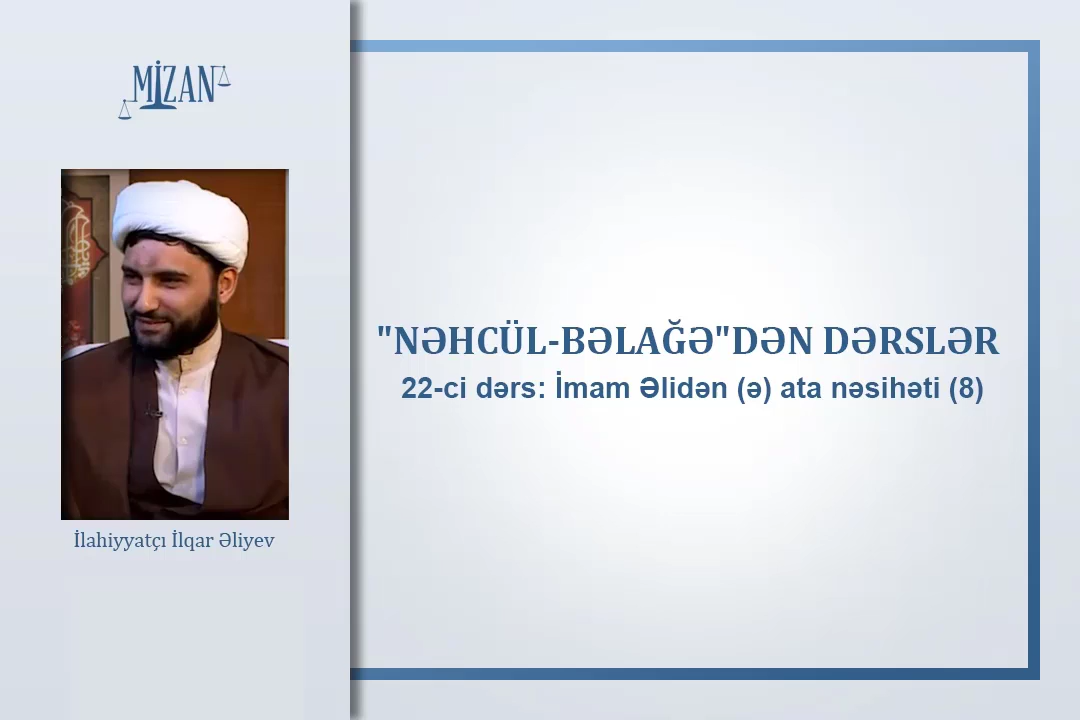 MİZAN
İlahiyyatçı İlqar Əliyev
"NƏHCÜL-BƏLAĞƏ"DƏN DƏRSLƏR
22-ci dərs: İmam Əlidən (ə) ata nəsihəti (8)